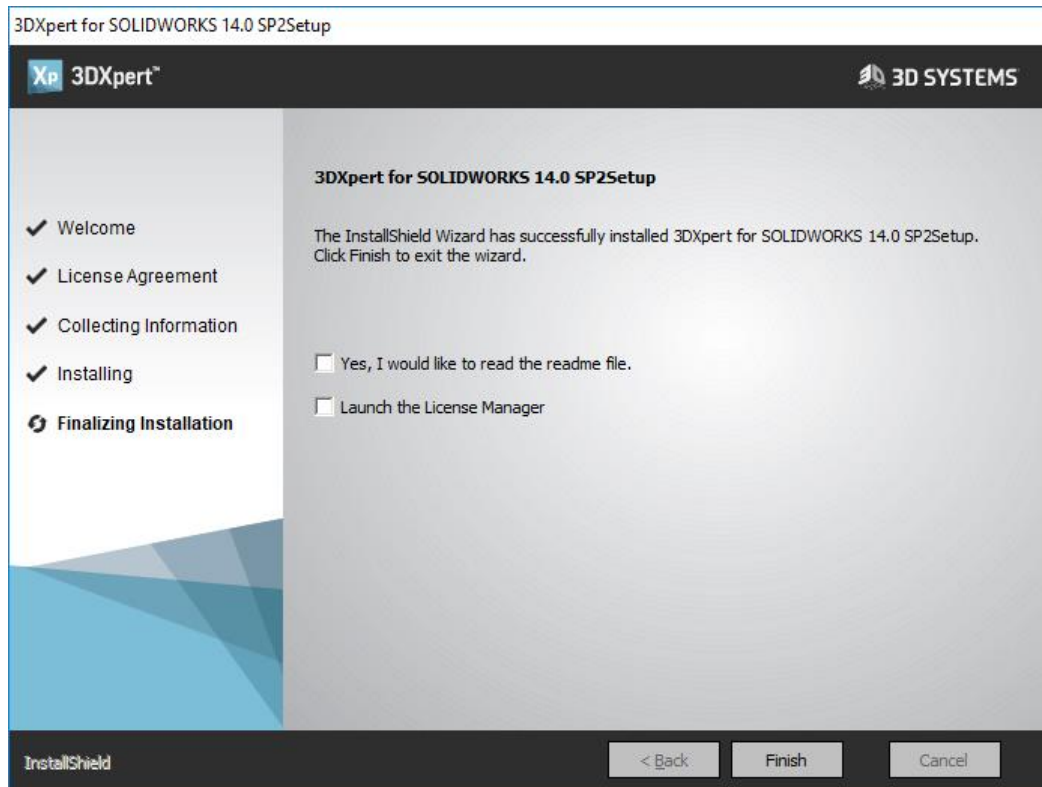 3DXpert for SOLIDWORKS 14.0 SP2Setup
Xp 3DXpert™
3D SYSTEMS
Welcome
License Agreement
Collecting Information
Installing
Finalizing Installation
3DXpert for SOLIDWORKS 14.0 SP2Setup
The InstallShield Wizard has successfully installed 3DXpert for SOLIDWORKS 14.0 SP2Setup.
Click Finish to exit the wizard.
Yes, I would like to read the readme file.
Launch the License Manager
InstallShield
< Back
Finish
Cancel